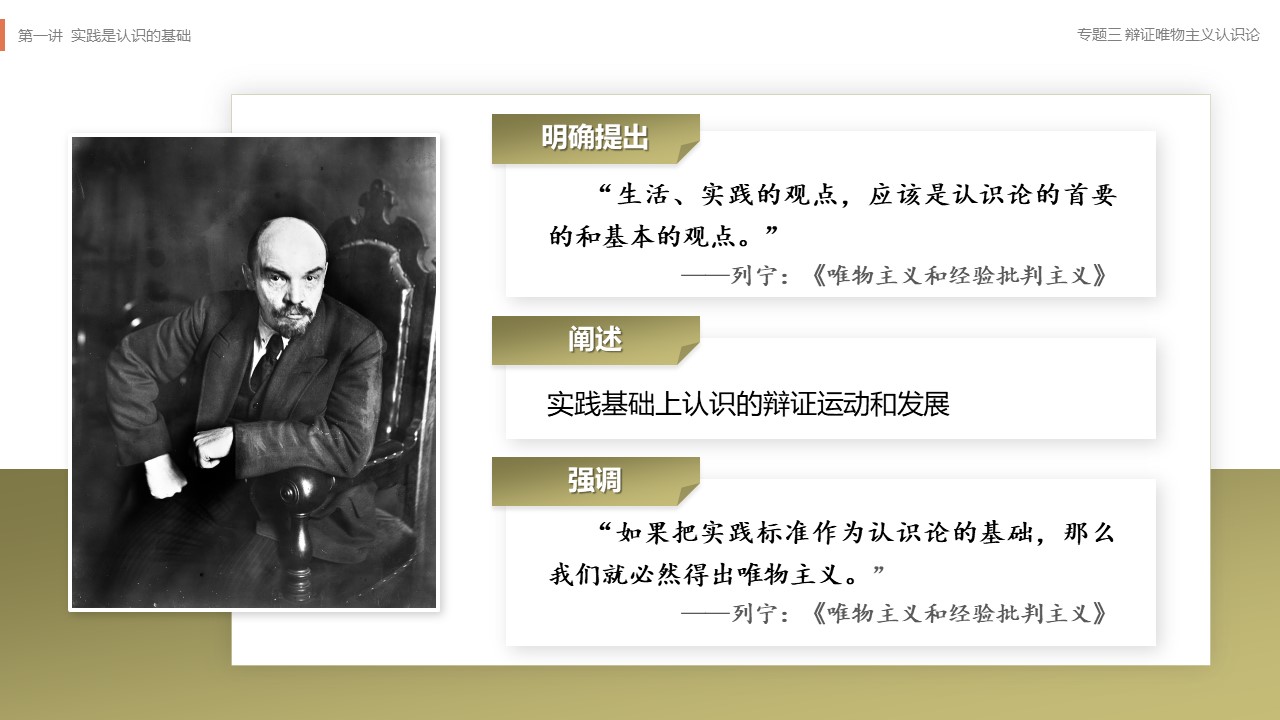 第一讲 实践是认识的基础
专题三 辩证唯物主义认识论
明确提出
“生活、实践的观点，应该是认识论的首要
的和基本的观点。”
——列宁：《唯物主义和经验批判主义》
阐述
实践基础上认识的辩证运动和发展
强调
“如果把实践标准作为认识论的基础，那么
我们就必然得出唯物主义。”
——列宁：《唯物主义和经验批判主义》